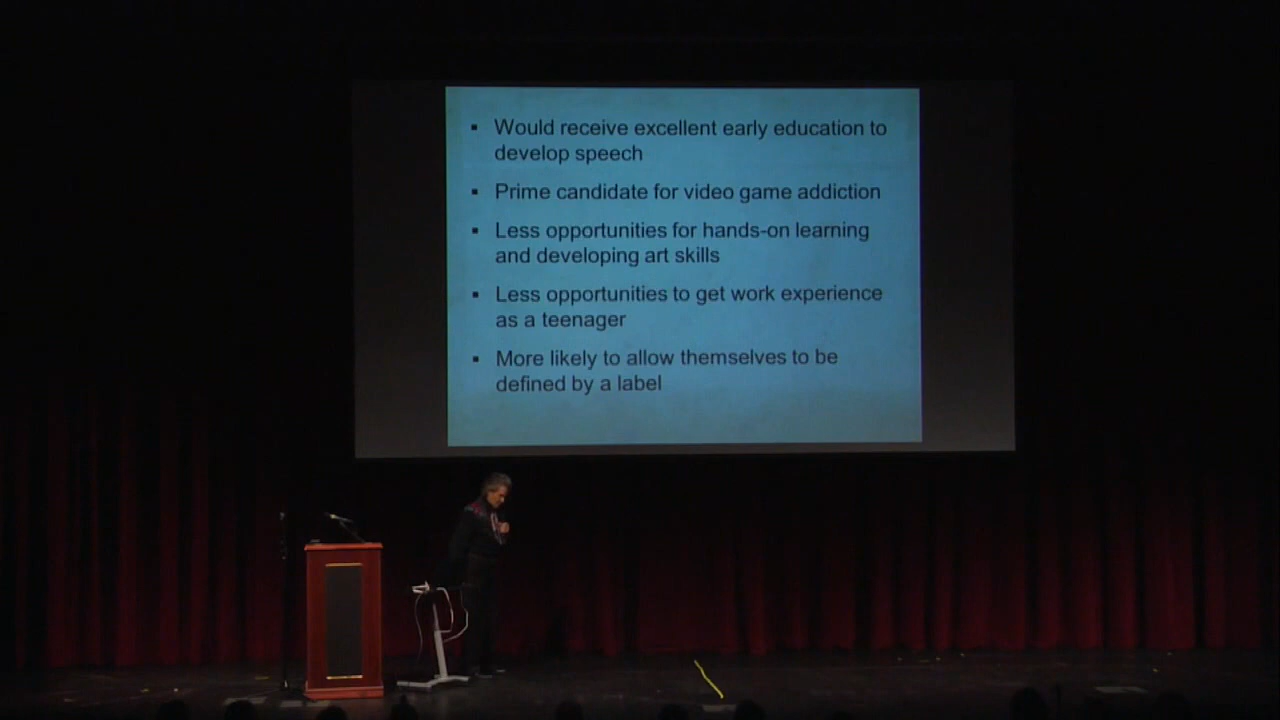 ▪ Would receive excellent early education to
develop speech
▪ Prime candidate for video game addiction
▪ Less opportunities for hands-on learning
and developing art skills
▪ Less opportunities to get work experience
as a teenager
▪ More likely to allow themselves to be
defined by a label